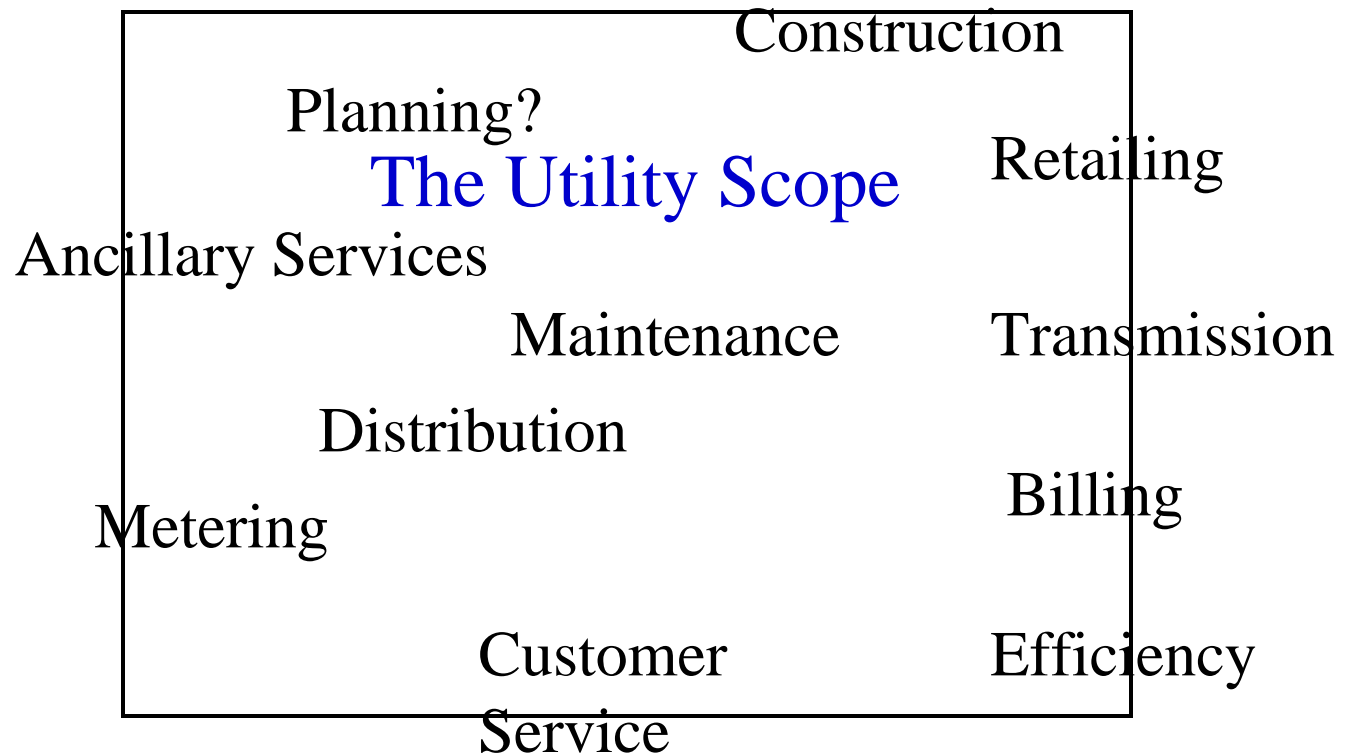 Construction
Planning?
Retailing
The Utility Scope
Ancillary Services
Maintenance
Transmission
Distribution
Billing
Metering
Customer
Service
Efficiency